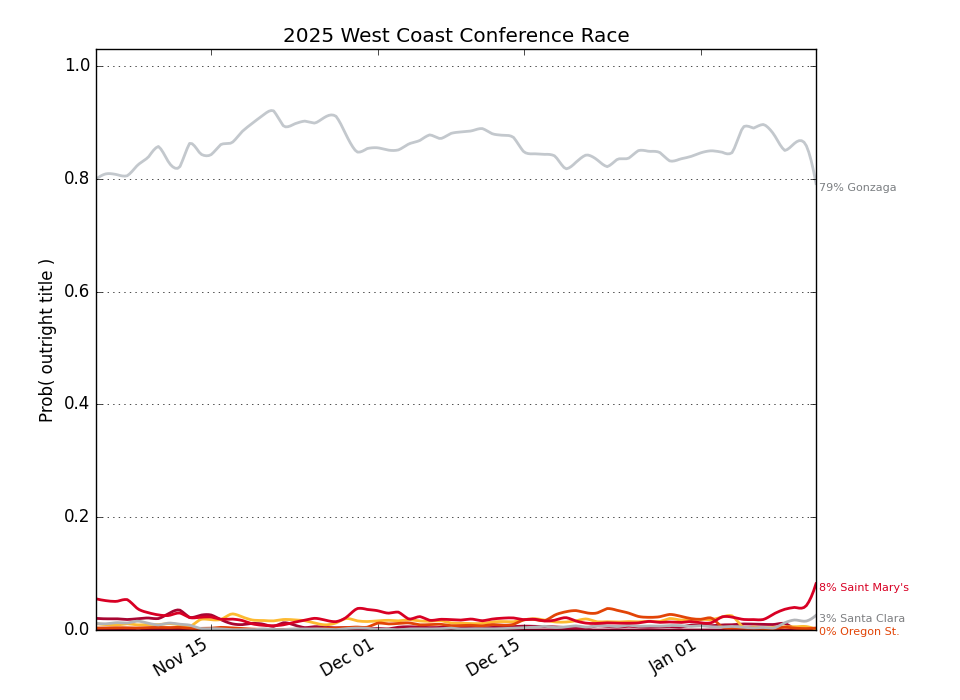 2025 West Coast Conference Race
1.0
0.8
0.6
0.4
0.2
0.0
Prob( outright title )
Nov 15
Dec 01
Dec 15
Jan 01
79% Gonzaga
8% Saint Mary's
3% Santa Clara
0% Oregon St.